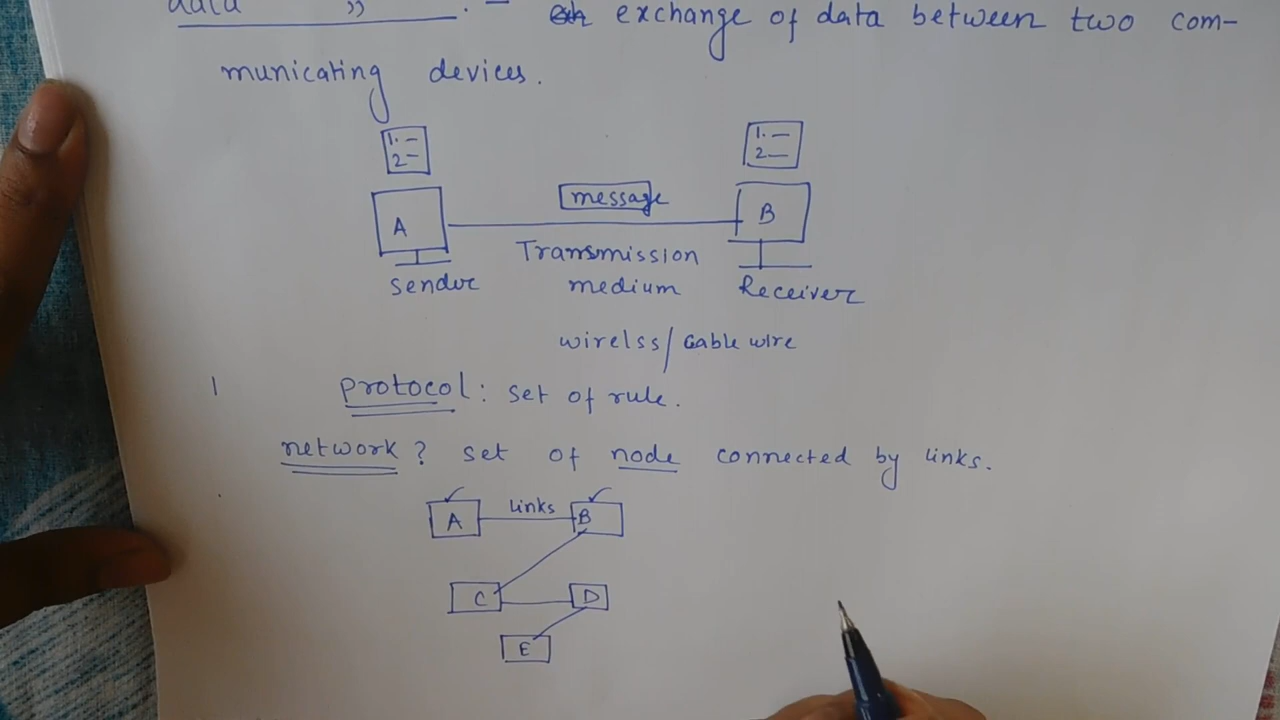 data " : - exchange of data between two com-
municating devices.
1. —
2 —
1. —
2. —
message
A
B
Transmission
medium
sender
Receiver
wirelss / cable wire
protocol : set of rule.
network ? set of node connected by links.
A links B
C D
E